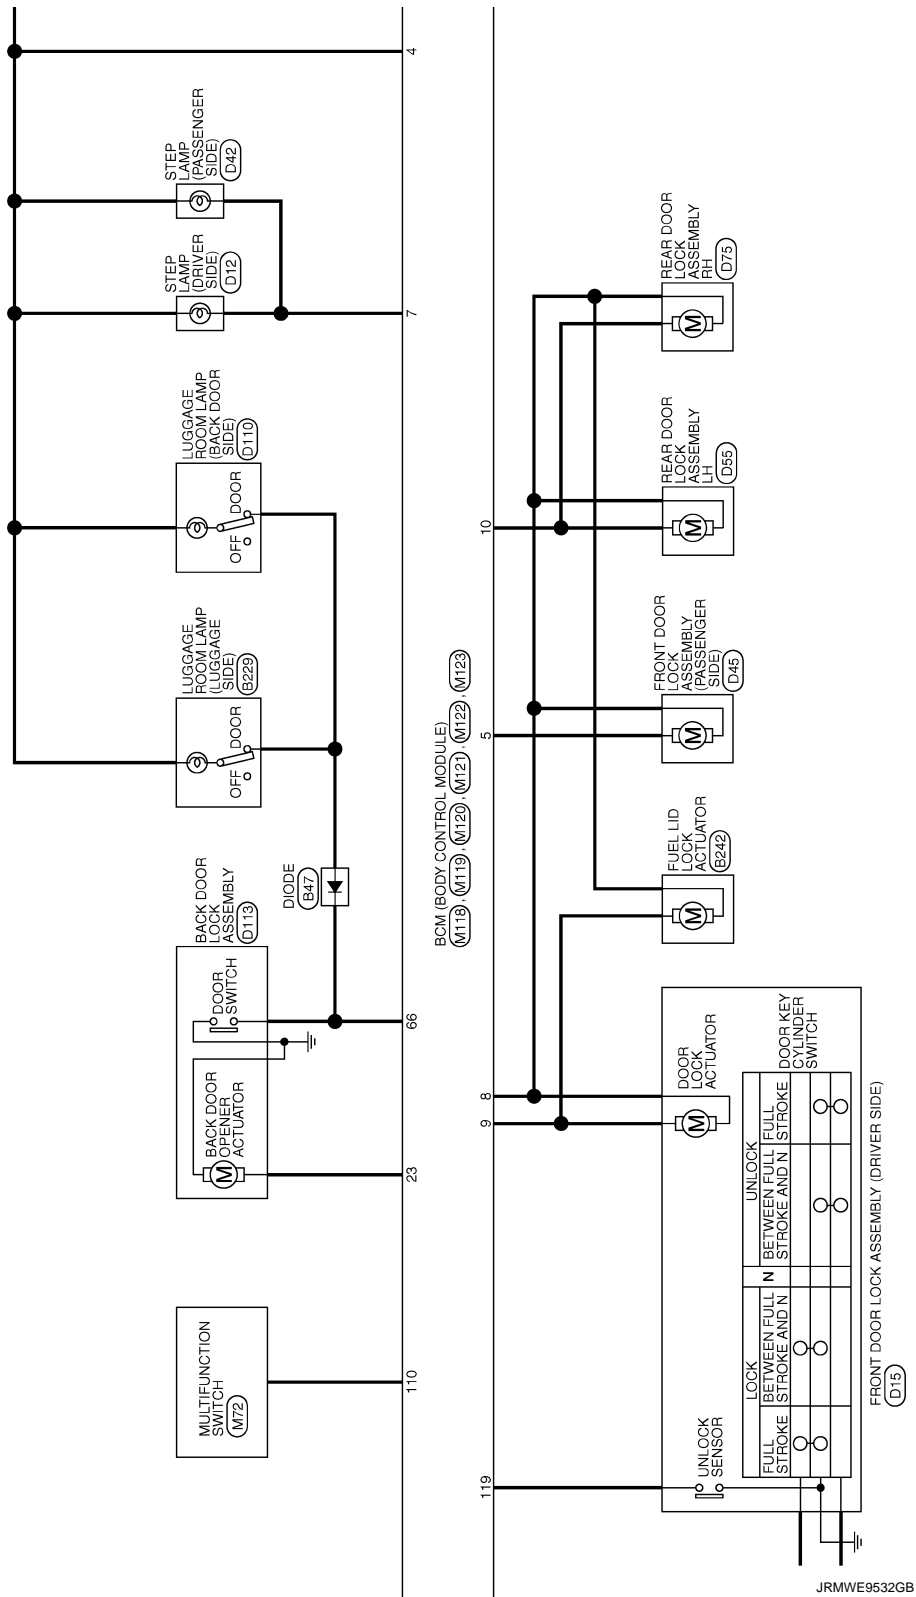 MULTIFUNCTION
SWITCH
M72
110
BACK DOOR
LOCK
ASSEMBLY
D113
BACK DOOR
OPENER
ACTUATOR
M
DOOR
SWITCH
23
66
DIODE
B47
LUGGAGE
ROOM LAMP
(LUGGAGE
SIDE)
B229
OFF
DOOR
LUGGAGE
ROOM LAMP
(BACK DOOR
SIDE)
D110
OFF
DOOR
STEP
LAMP
(DRIVER
SIDE)
D12
7
STEP
LAMP
(PASSENGER
SIDE)
D42
4
BCM (BODY CONTROL MODULE)
M118 , M119 , M120 , M121 , M122 , M123
119
9
8
5
10
UNLOCK
SENSOR
DOOR
LOCK
ACTUATOR
M
LOCK
N
UNLOCK
FULL
STROKE
BETWEEN FULL
STROKE AND N
BETWEEN FULL
STROKE AND N
FULL
STROKE
DOOR KEY
CYLINDER
SWITCH
FRONT DOOR LOCK ASSEMBLY (DRIVER SIDE)
D15
FUEL LID
LOCK
ACTUATOR
B242
M
FRONT DOOR
LOCK
ASSEMBLY
(PASSENGER
SIDE)
D45
M
REAR DOOR
LOCK
ASSEMBLY
LH
D55
M
REAR DOOR
LOCK
ASSEMBLY
RH
D75
M
JRMWE9532GB